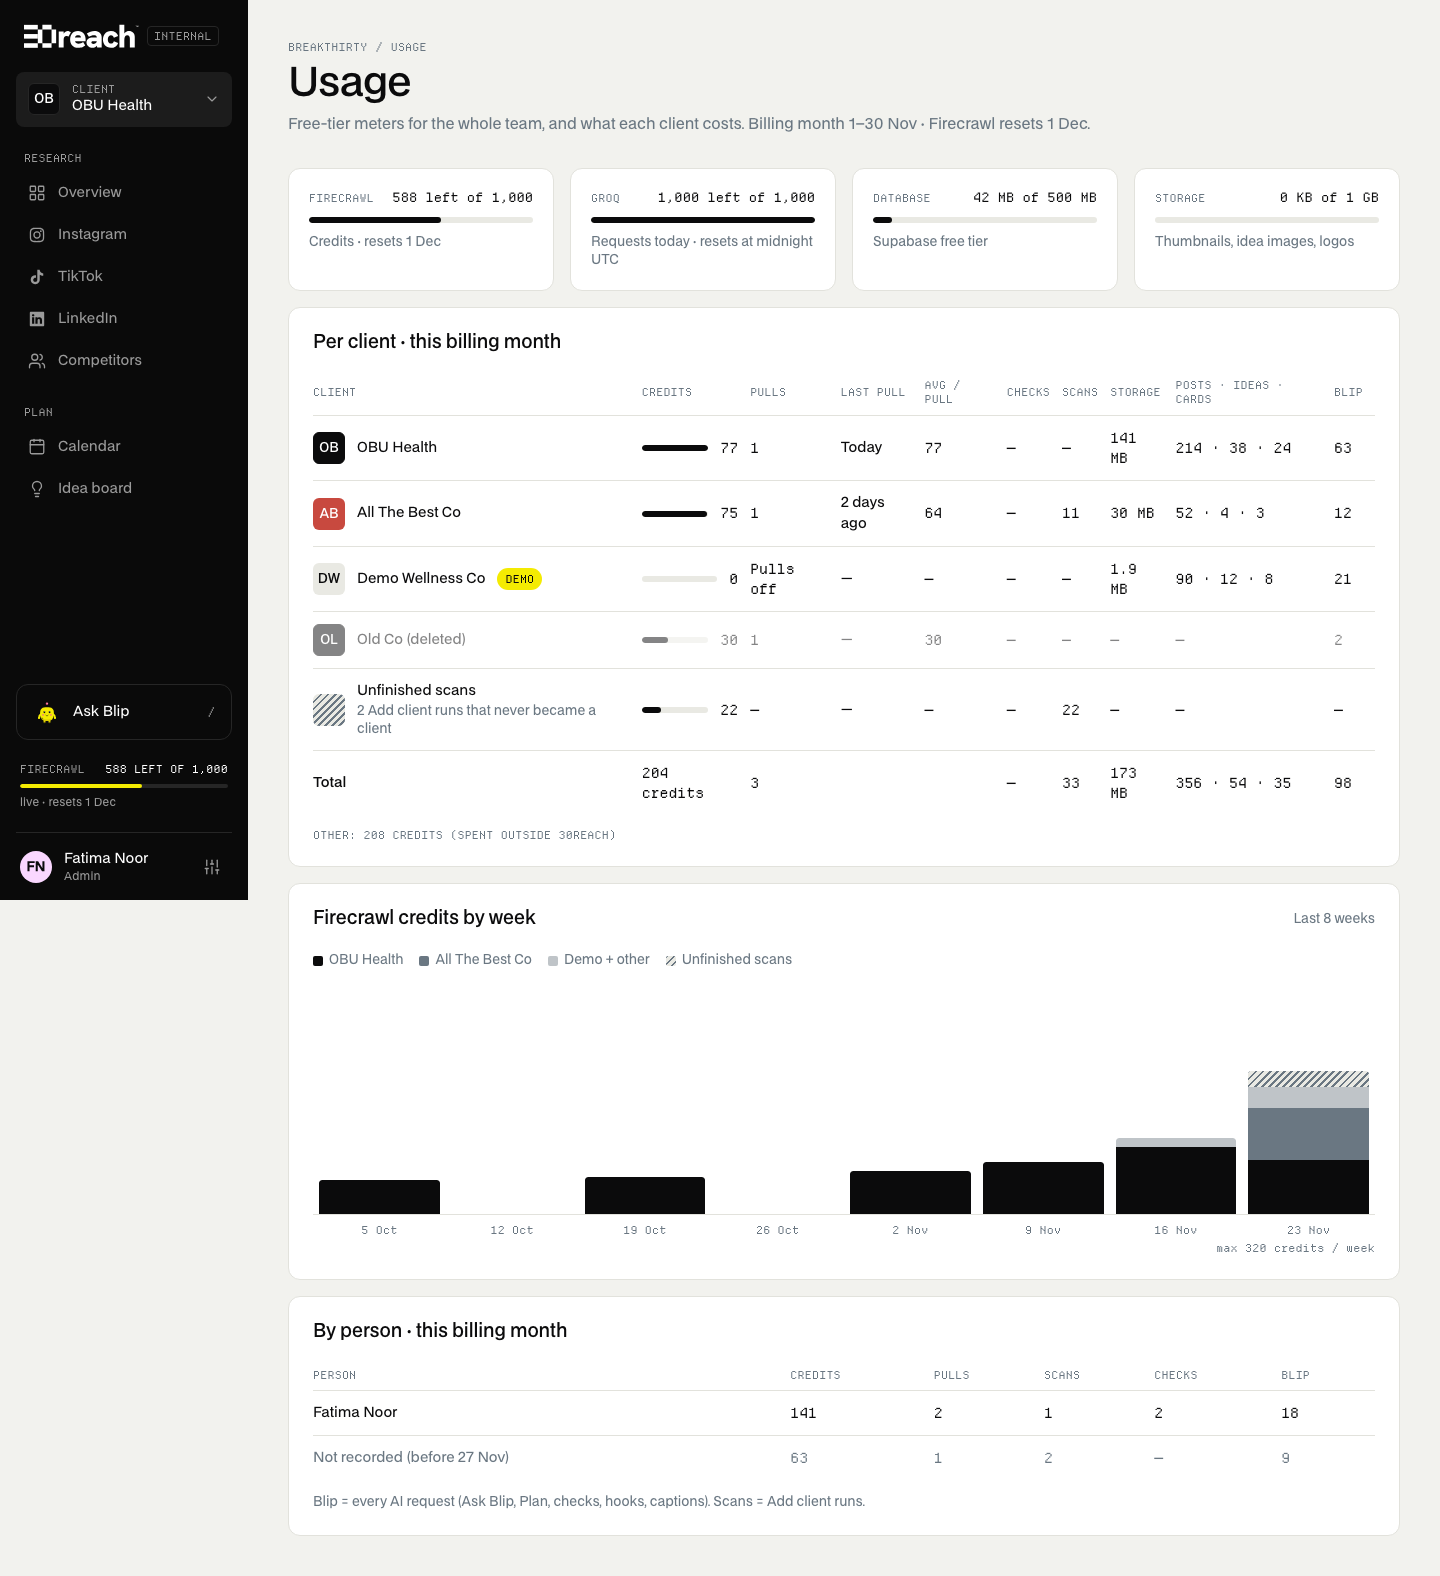 30reach INTERNAL
OB CLIENT
OBU Health
RESEARCH
Overview
Instagram
TikTok
LinkedIn
Competitors
PLAN
Calendar
Idea board
Ask Blip /
FIRECRAWL 588 LEFT OF 1,000
live · resets 1 Dec
FN Fatima Noor
Admin
BREAKTHIRTY / USAGE
Usage
Free-tier meters for the whole team, and what each client costs. Billing month 1–30 Nov · Firecrawl resets 1 Dec.
FIRECRAWL 588 left of 1,000
Credits · resets 1 Dec
GROQ 1,000 left of 1,000
Requests today · resets at midnight
UTC
DATABASE 42 MB of 500 MB
Supabase free tier
STORAGE 0 KB of 1 GB
Thumbnails, idea images, logos
Per client · this billing month
CLIENT CREDITS PULLS LAST PULL AVG / PULL CHECKS SCANS STORAGE POSTS · IDEAS · CARDS BLIP
OB OBU Health 77 1 Today 77 — — 141 MB 214 · 38 · 24 63
AB All The Best Co 75 1 2 days ago 64 — 11 30 MB 52 · 4 · 3 12
DW Demo Wellness Co DEMO 0 Pulls off — — — — 1.9 MB 90 · 12 · 8 21
OL Old Co (deleted) 30 1 — 30 — — — — 2
Unfinished scans
2 Add client runs that never became a
client
22 — — — — 22 — — —
Total 204 credits 3 — 33 173 MB 356 · 54 · 35 98
OTHER: 208 CREDITS (SPENT OUTSIDE 30REACH)
Firecrawl credits by week Last 8 weeks
OBU Health All The Best Co Demo + other Unfinished scans
5 Oct 12 Oct 19 Oct 26 Oct 2 Nov 9 Nov 16 Nov 23 Nov
max 320 credits / week
By person · this billing month
PERSON CREDITS PULLS SCANS CHECKS BLIP
Fatima Noor 141 2 1 2 18
Not recorded (before 27 Nov) 63 1 2 — 9
Blip = every AI request (Ask Blip, Plan, checks, hooks, captions). Scans = Add client runs.